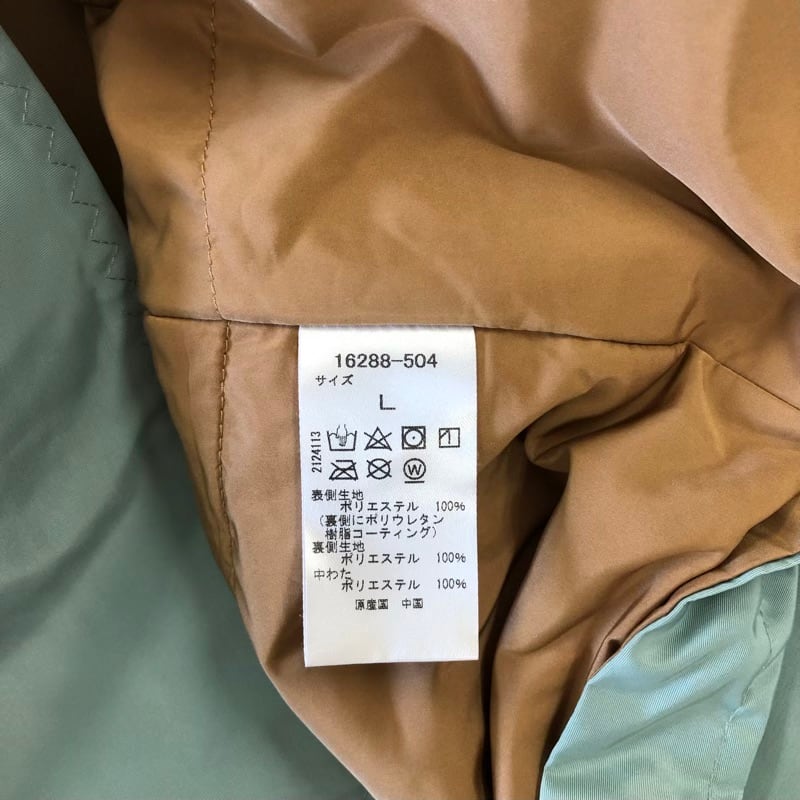 16288-504
サイズ
L
2124113
W
表側生地
ポリエステル 100%
(裏側にポリウレタン
樹脂コーティング)
裏側生地
ポリエステル 100%
中わた
ポリエステル 100%
原産国 中国